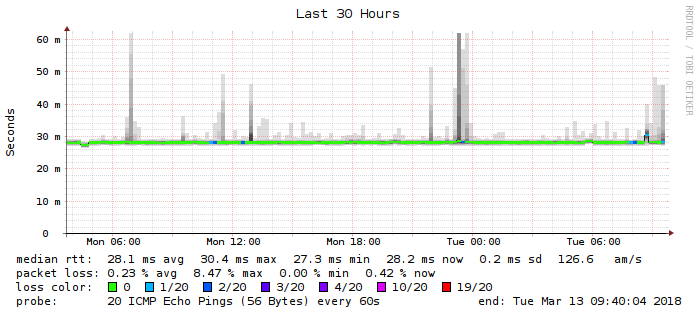 Last 30 Hours
RRDTOOL / TOBI OETIKER
Seconds
60 m
50 m
40 m
30 m
20 m
10 m
0
Mon 06:00 Mon 12:00 Mon 18:00 Tue 00:00 Tue 06:00
median rtt: 28.1 ms avg 30.4 ms max 27.3 ms min 28.2 ms now 0.2 ms sd 126.6 am/s
packet loss: 0.23 % avg 8.47 % max 0.00 % min 0.42 % now
loss color: 0 1/20 2/20 3/20 4/20 10/20 19/20
probe: 20 ICMP Echo Pings (56 Bytes) every 60s end: Tue Mar 13 09:40:04 2018